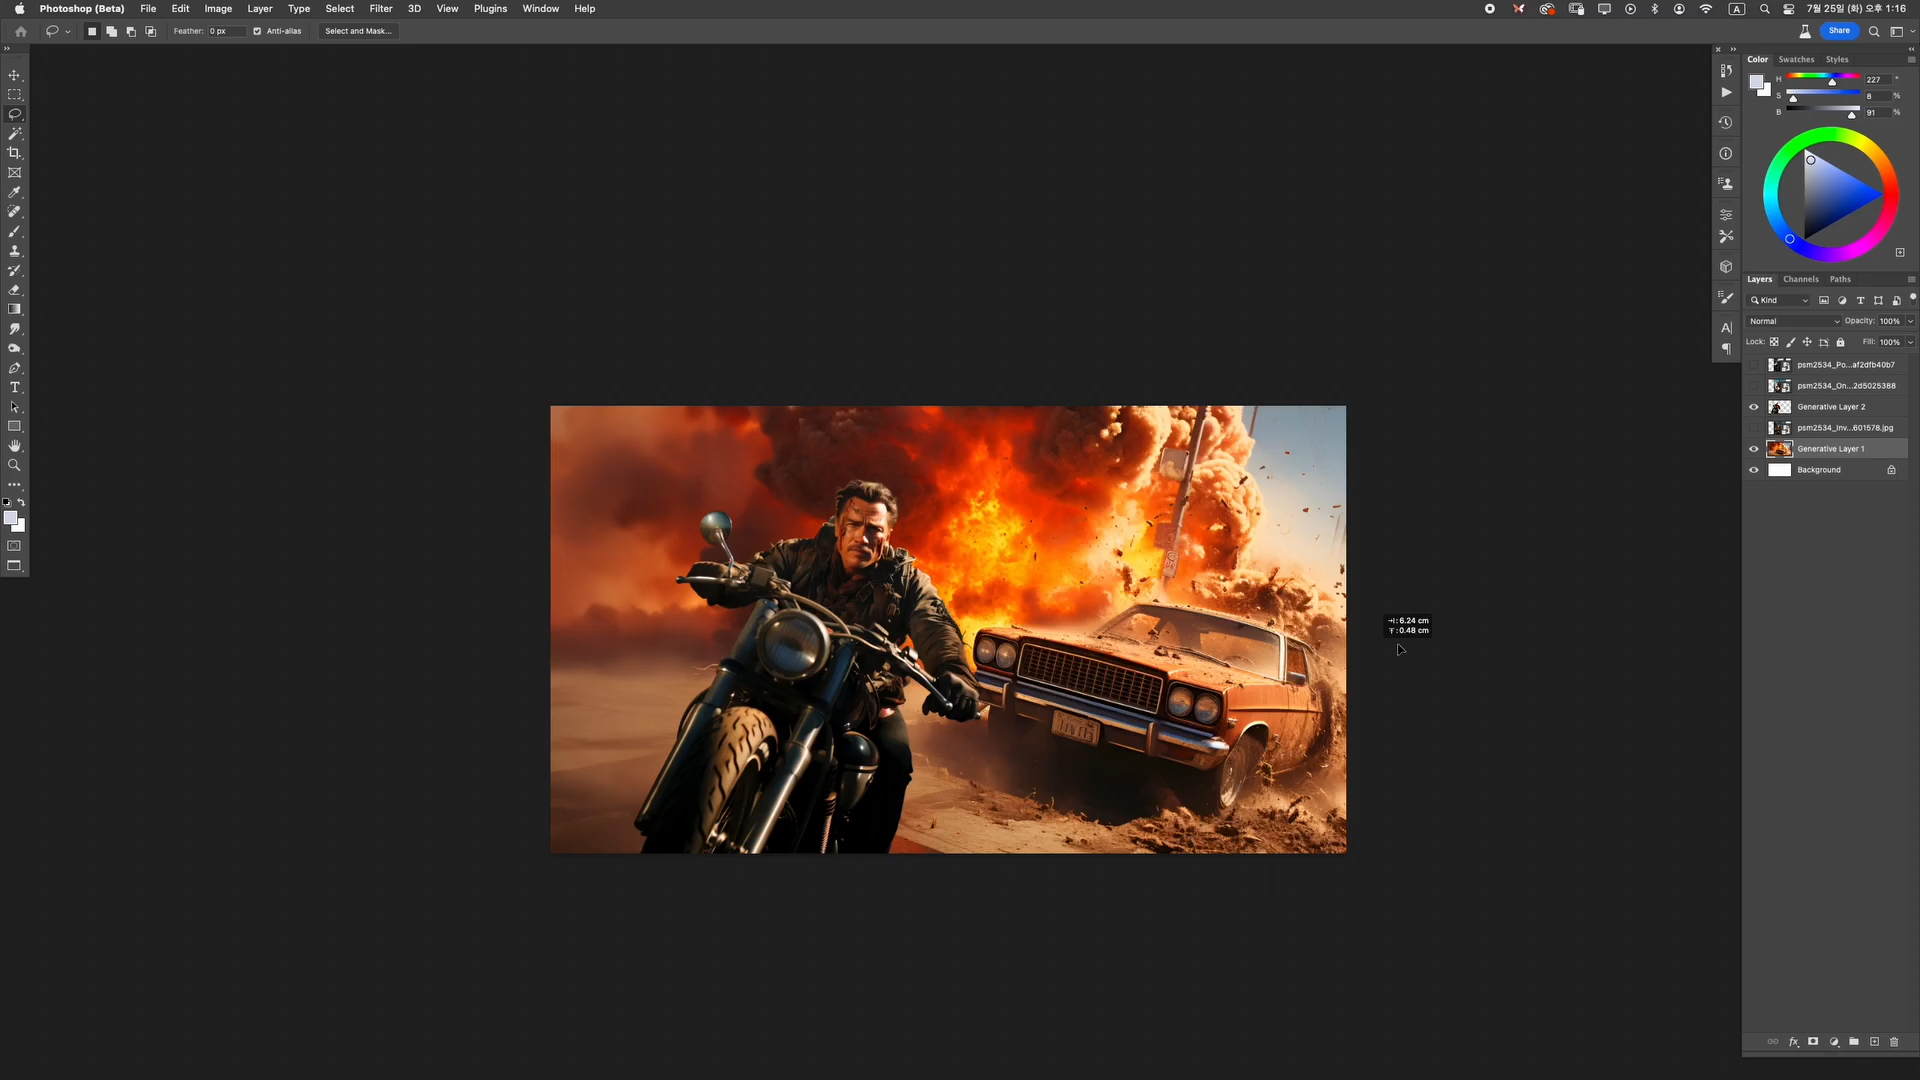 Photoshop (Beta) File Edit Image Layer Type Select Filter 3D View Plugins Window Help
A 7월 25일 (화) 오후 1:16
Feather: 0 px Anti-alias Select and Mask... Share
Color Swatches Styles
H 227 °
S 8 %
B 91 %
Layers Channels Paths
Kind
Normal Opacity: 100%
Lock: Fill: 100%
psm2534_Po...af2dfb40b7
psm2534_On...2d5025388
Generative Layer 2
psm2534_Inv...601578.jpg
Generative Layer 1
Background
: 6.24 cm
: 0.48 cm
fx